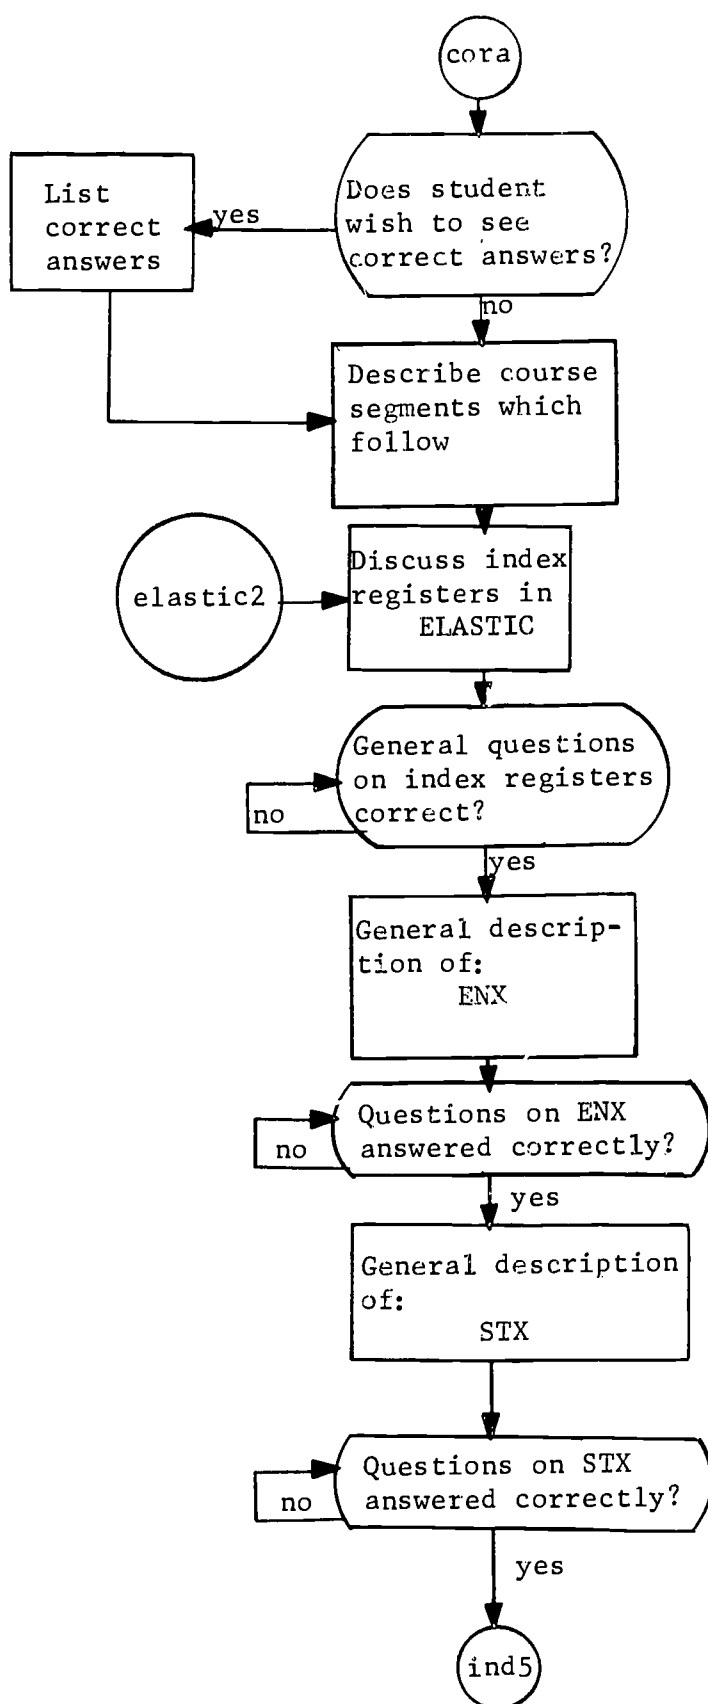 cora
Does student
wish to see
correct answers?
yes
List
correct
answers
no
Describe course
segments which
follow
elastic2
Discuss index
registers in
ELASTIC
General questions
on index registers
correct?
no
yes
General descrip-
tion of:
ENX
Questions on ENX
answered correctly?
no
yes
General description
of:
STX
Questions on STX
answered correctly?
no
yes
ind5